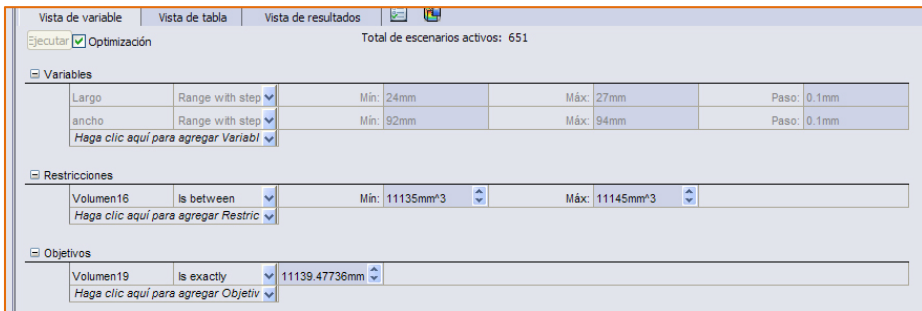 Vista de variable Vista de tabla Vista de resultados
Ejecutar Optimización Total de escenarios activos: 651
Variables
Largo Range with step Mín: 24mm Máx: 27mm Paso: 0.1mm
ancho Range with step Mín: 92mm Máx: 94mm Paso: 0.1mm
Haga clic aquí para agregar Variabl
Restricciones
Volumen16 Is between Mín: 11135mm^3 Máx: 11145mm^3
Haga clic aquí para agregar Restric
Objetivos
Volumen19 Is exactly 11139.47736mm
Haga clic aquí para agregar Objetiv